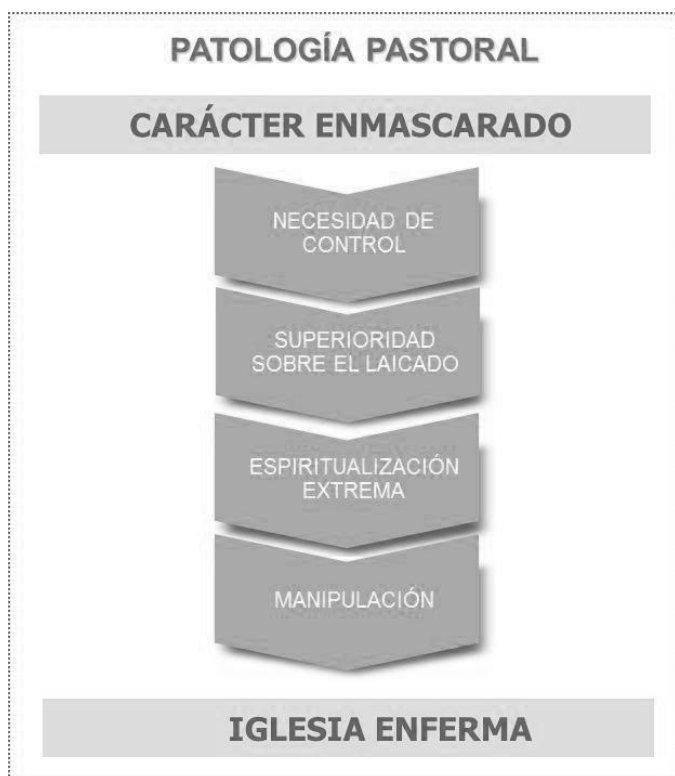 PATOLOGÍA PASTORAL
CARÁCTER ENMASCARADO
NECESIDAD DE
CONTROL
SUPERIORIDAD
SOBRE EL LAICADO
ESPIRITUALIZACIÓN
EXTREMA
MANIPULACIÓN
IGLESIA ENFERMA